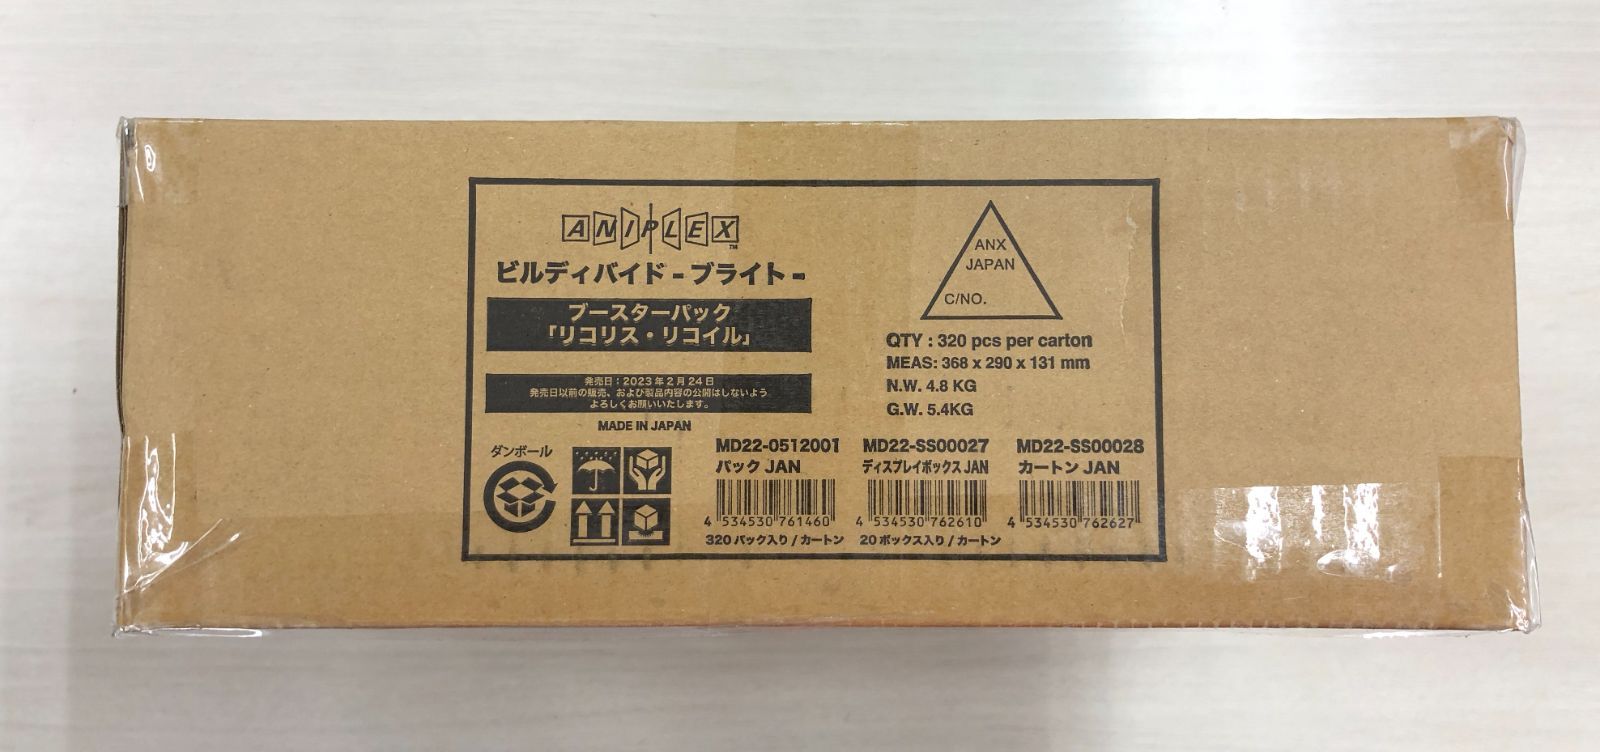 ANIPLEX™
ビルディバイド -ブライト-
ブースターパック
「リコリス・リコイル」
発売日：2023年2月24日
発売日以前の販売、および製品内容の公開はしないよう
よろしくお願いいたします。
MADE IN JAPAN
ダンボール
ANX
JAPAN
C/NO.
QTY : 320 pcs per carton
MEAS: 368 x 290 x 131 mm
N.W. 4.8 KG
G.W. 5.4KG
MD22-0512001
パック JAN
4 534530 761460
320パック入り/カートン
MD22-SS00027
ディスプレイボックス JAN
4 534530 762610
20ボックス入り/カートン
MD22-SS00028
カートン JAN
4 534530 762627